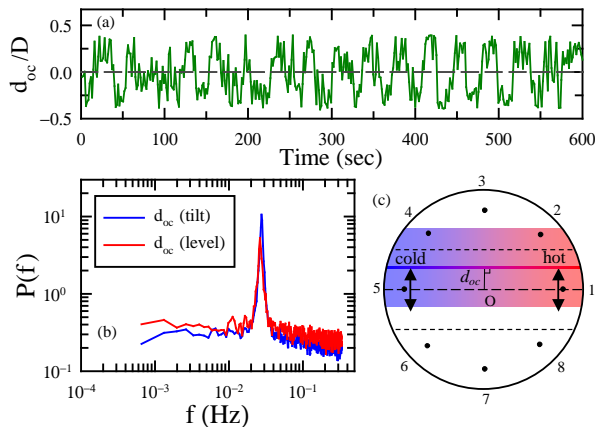 (a)
d_oc/D
0.5
0.0
−0.5
0 100 200 300 400 500 600
Time (sec)
10^1
10^0
10^−1
P(f)
d_oc (tilt)
d_oc (level)
(b)
10^−4 10^−3 10^−2 10^−1
f (Hz)
(c)
3
4 2
cold hot
d_oc
5 O 1
6 8
7